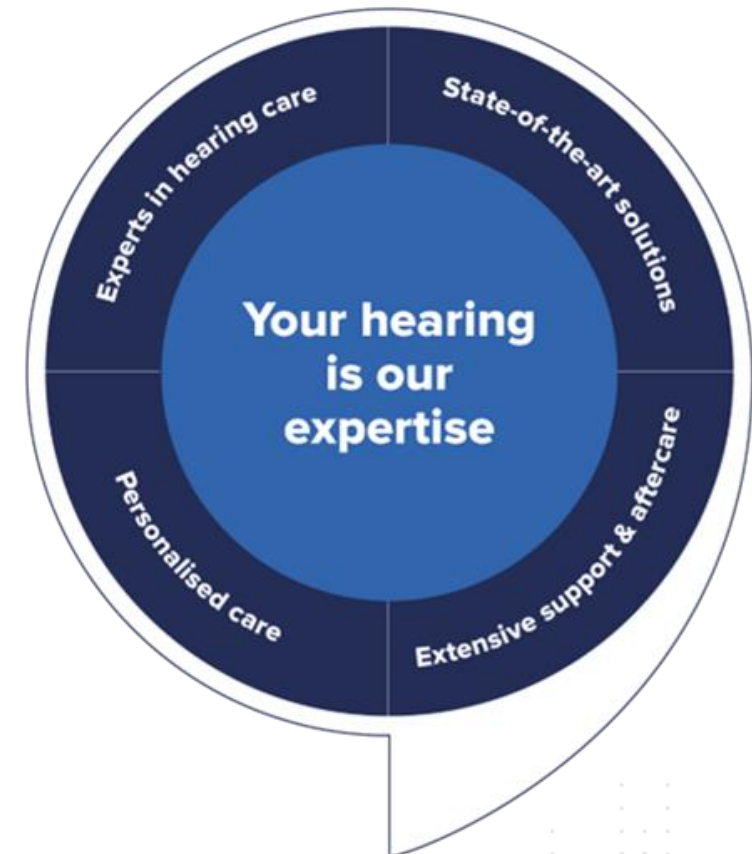 Experts in hearing care
State-of-the-art solutions
Your hearing
is our
expertise
Personalised care
Extensive support & aftercare